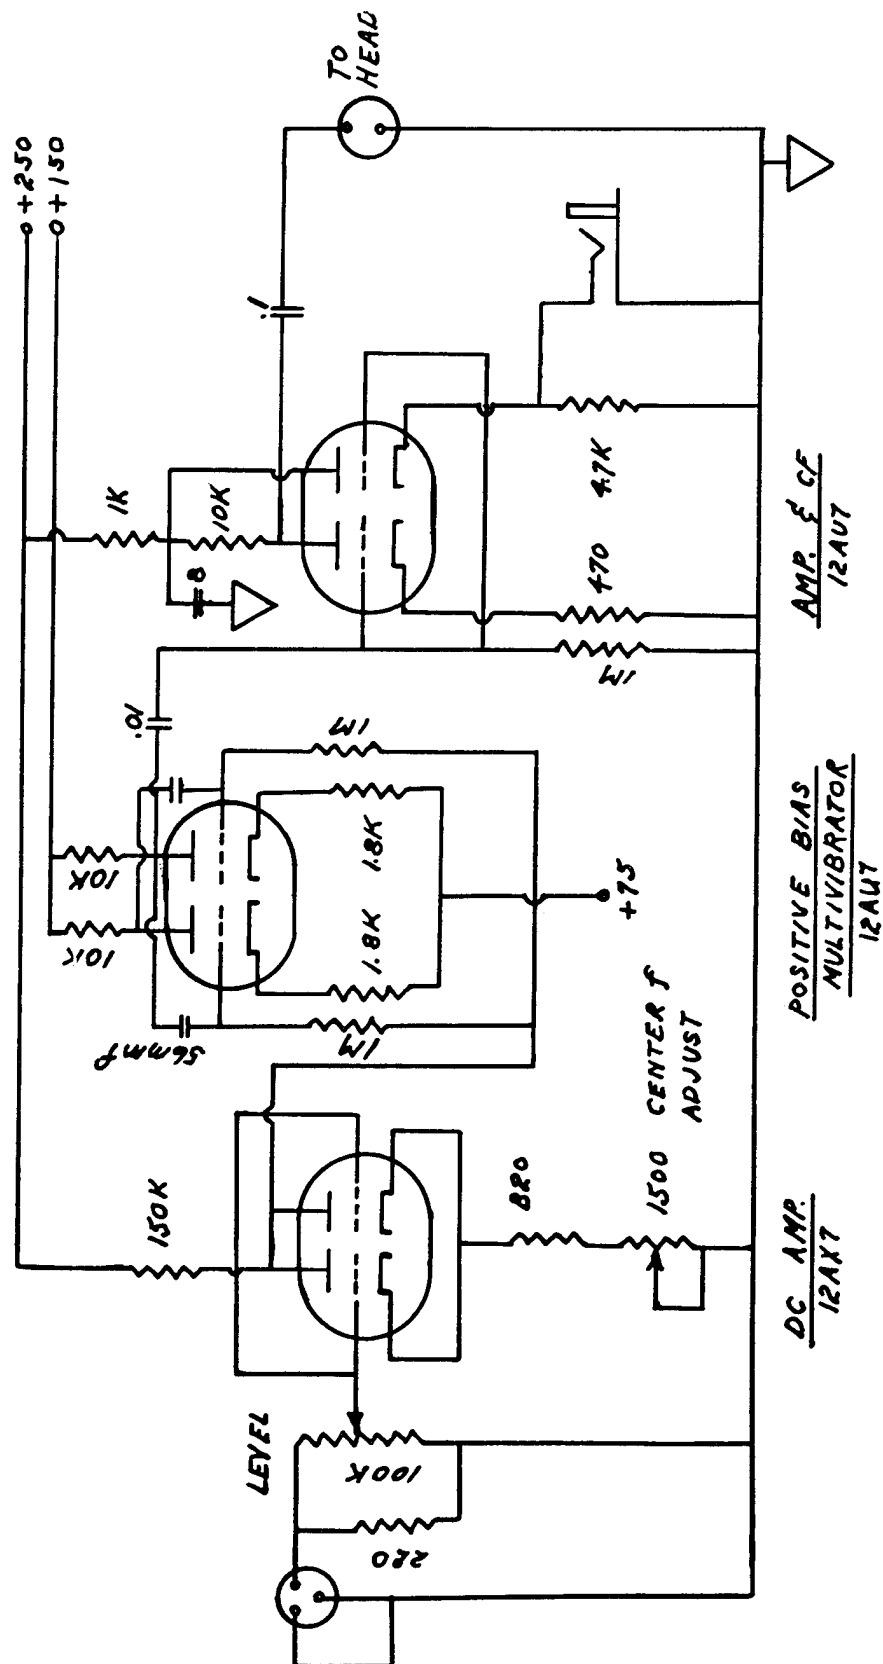 +250
+150
TO
HEAD
.1
1K
10K
8
4.7K
470
1M
AMP. & CF
12AU7
.01
10K
10K
56mmf
1M
1.8K
1.8K
1M
+75
POSITIVE BIAS
MULTIVIBRATOR
12AU7
150K
820
1500 CENTER f
ADJUST
DC AMP.
12AX7
LEVEL
100K
220